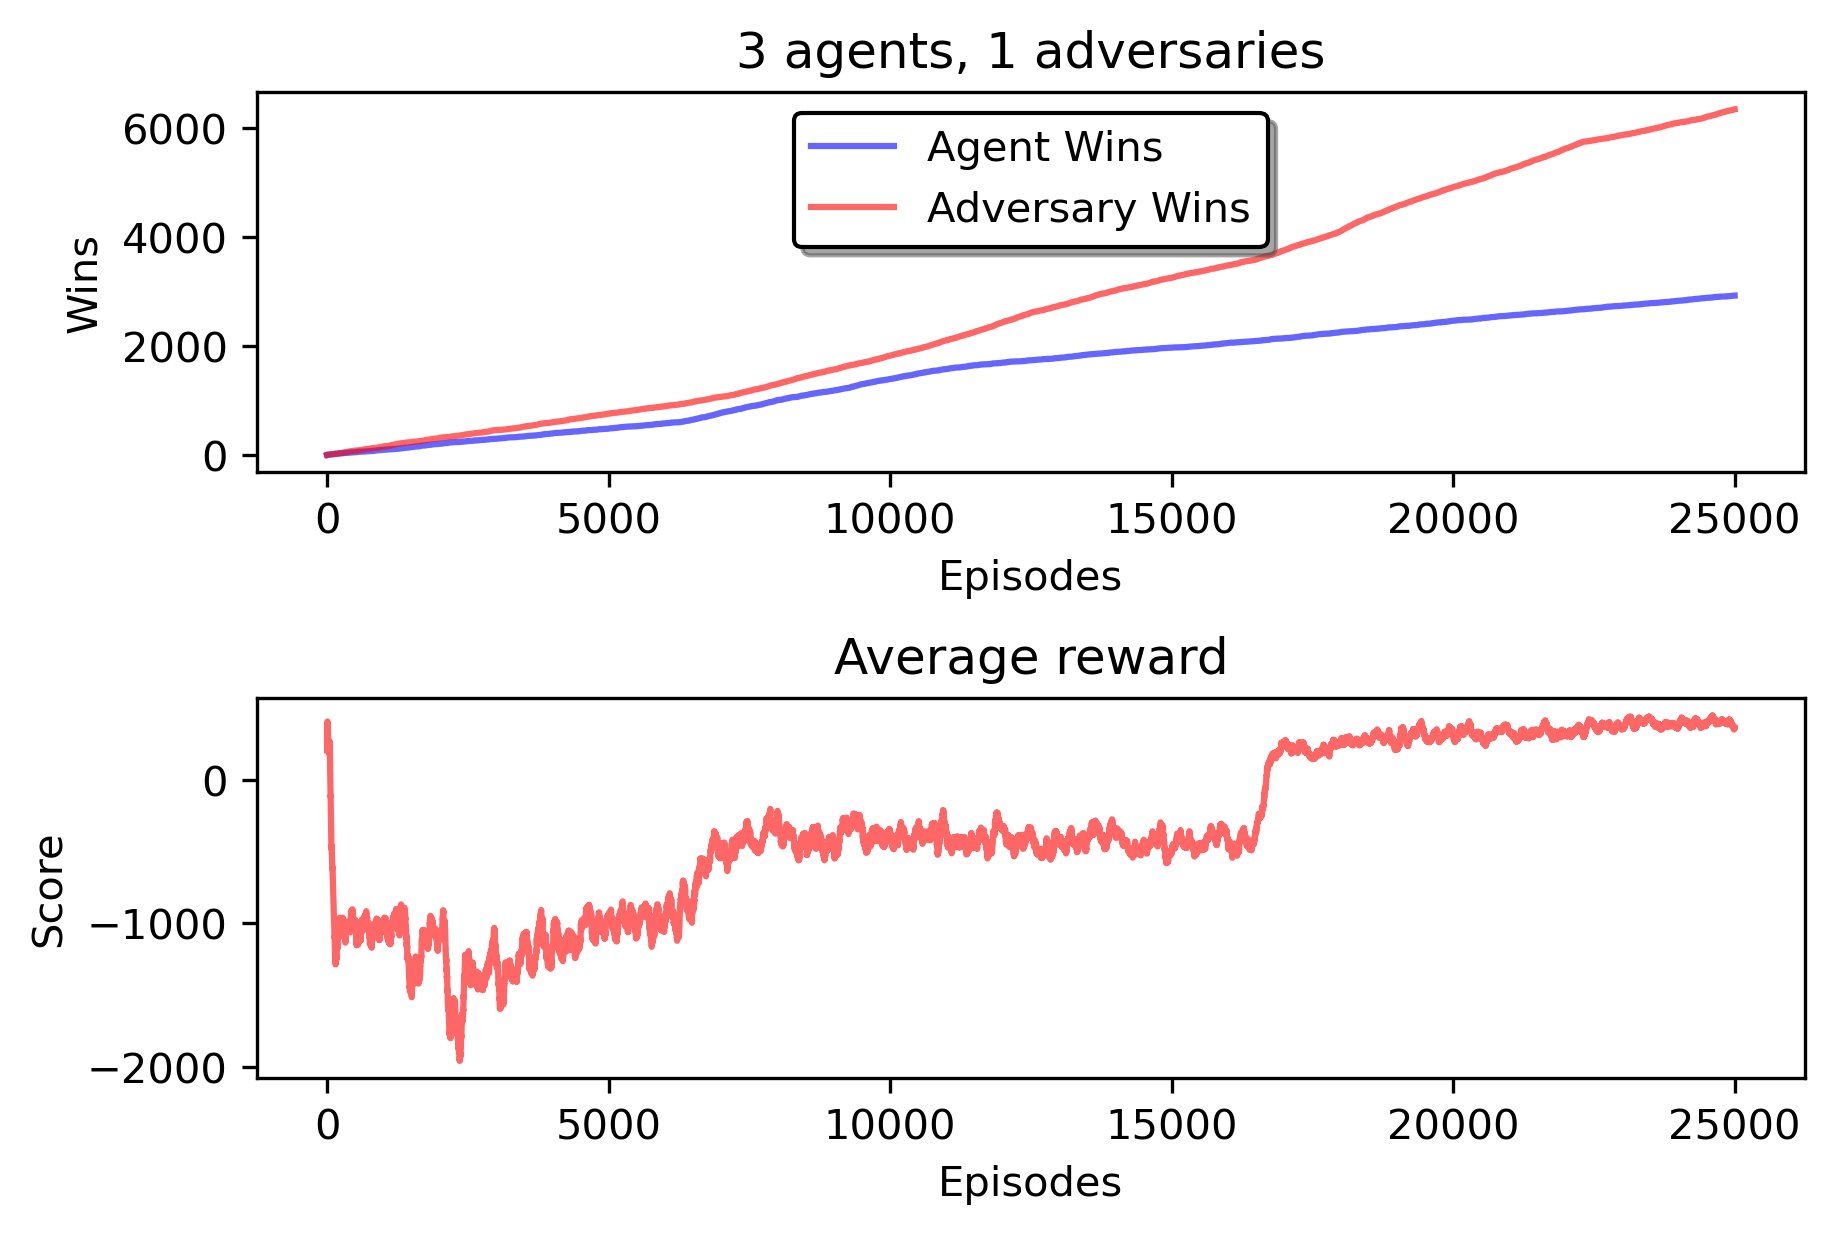 3 agents, 1 adversaries
Agent Wins
Adversary Wins
Wins
6000
4000
2000
0
0 5000 10000 15000 20000 25000
Episodes
Average reward
Score
0
−1000
−2000
0 5000 10000 15000 20000 25000
Episodes